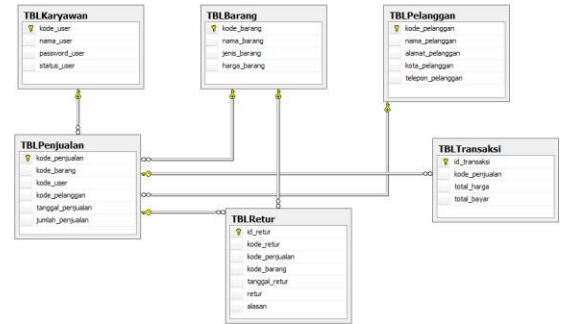 TBLKaryawan
kode_user
nama_user
password_user
status_user
TBLBarang
kode_barang
nama_barang
jenis_barang
harga_barang
TBLPelanggan
kode_pelanggan
nama_pelanggan
alamat_pelanggan
kota_pelanggan
telepon_pelanggan
TBLPenjualan
kode_penjualan
kode_barang
kode_user
kode_pelanggan
tanggal_penjualan
jumlah_penjualan
TBLTransaksi
id_transaksi
kode_penjualan
total_harga
total_bayar
TBLRetur
id_retur
kode_retur
kode_penjualan
kode_barang
tanggal_retur
retur
alasan